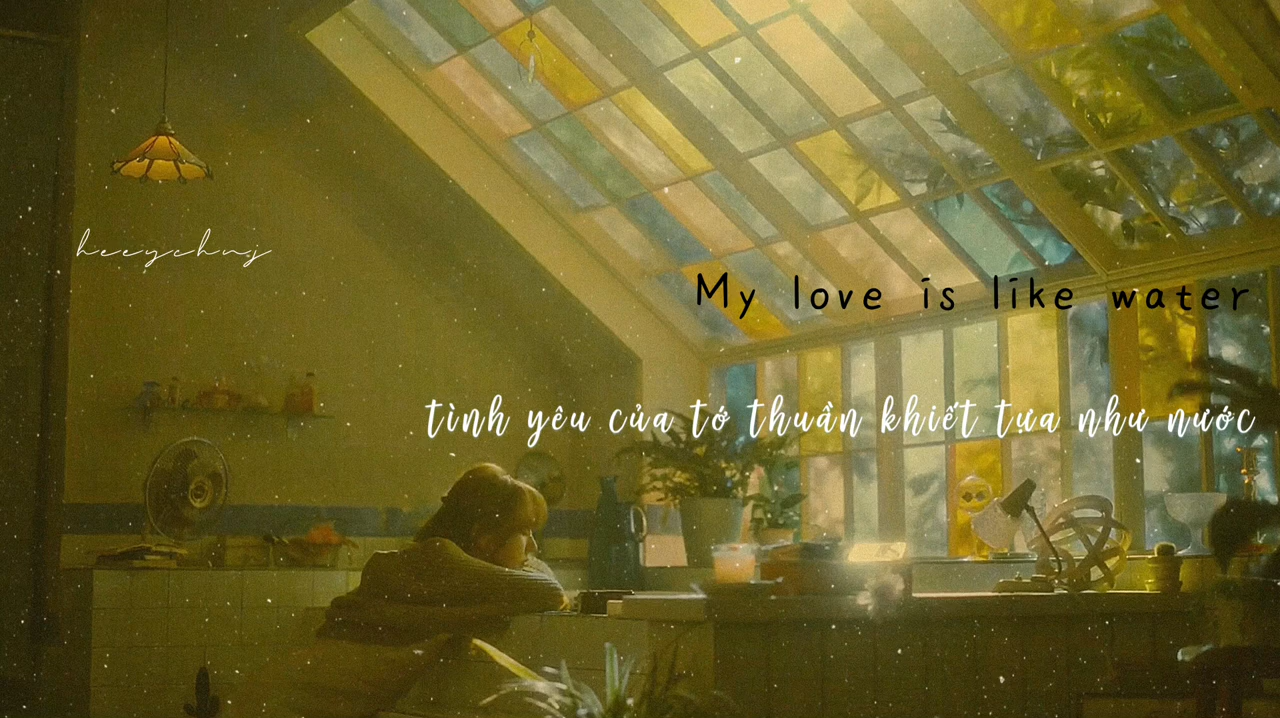 heeychuj
My love is like water
tình yêu của tớ thuần khiết tựa như nước